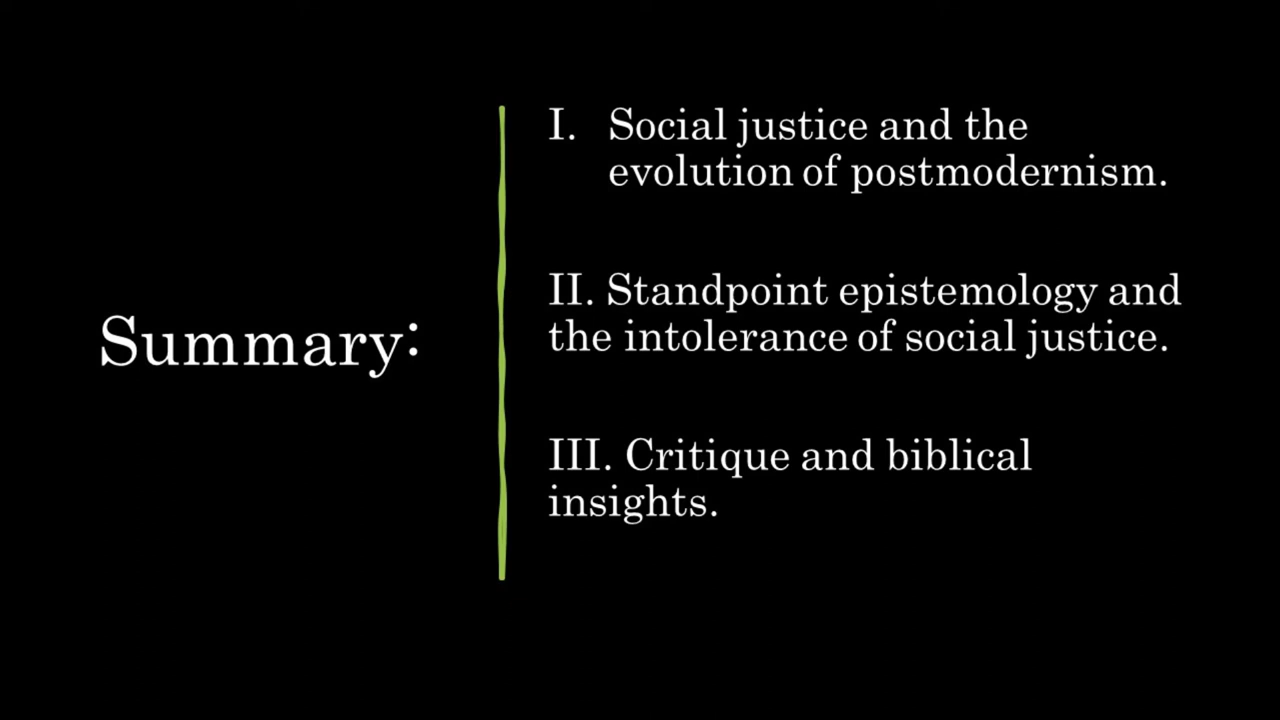 Summary:
I. Social justice and the
evolution of postmodernism.
II. Standpoint epistemology and
the intolerance of social justice.
III. Critique and biblical
insights.